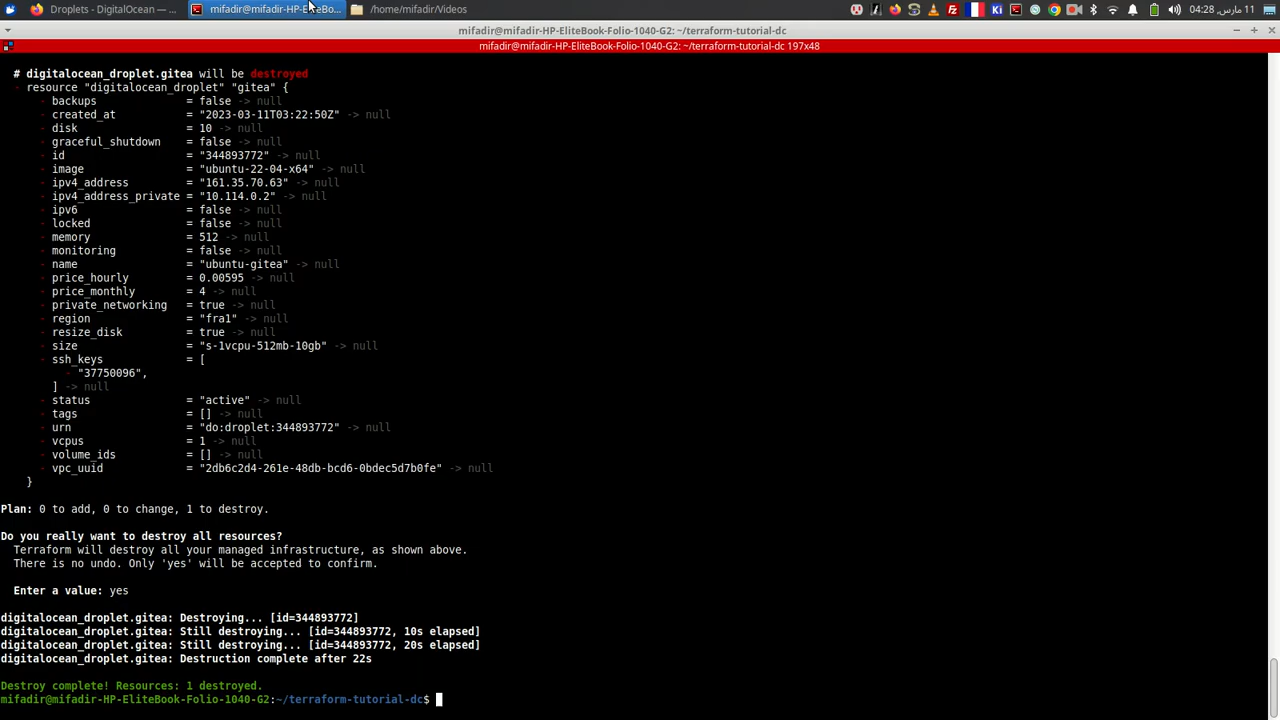 Droplets - DigitalOcean — ...
mifadir@mifadir-HP-EliteBo...
/home/mifadir/Videos
Ki
04:28 ,مارس 11
mifadir@mifadir-HP-EliteBook-Folio-1040-G2: ~/terraform-tutorial-dc
mifadir@mifadir-HP-EliteBook-Folio-1040-G2: ~/terraform-tutorial-dc 197x48
# digitalocean_droplet.gitea will be destroyed
- resource "digitalocean_droplet" "gitea" {
- backups = false -> null
- created_at = "2023-03-11T03:22:50Z" -> null
- disk = 10 -> null
- graceful_shutdown = false -> null
- id = "344893772" -> null
- image = "ubuntu-22-04-x64" -> null
- ipv4_address = "161.35.70.63" -> null
- ipv4_address_private = "10.114.0.2" -> null
- ipv6 = false -> null
- locked = false -> null
- memory = 512 -> null
- monitoring = false -> null
- name = "ubuntu-gitea" -> null
- price_hourly = 0.00595 -> null
- price_monthly = 4 -> null
- private_networking = true -> null
- region = "fra1" -> null
- resize_disk = true -> null
- size = "s-1vcpu-512mb-10gb" -> null
- ssh_keys = [
- "37750096",
] -> null
- status = "active" -> null
- tags = [] -> null
- urn = "do:droplet:344893772" -> null
- vcpus = 1 -> null
- volume_ids = [] -> null
- vpc_uuid = "2db6c2d4-261e-48db-bcd6-0bdec5d7b0fe" -> null
}
Plan: 0 to add, 0 to change, 1 to destroy.
Do you really want to destroy all resources?
Terraform will destroy all your managed infrastructure, as shown above.
There is no undo. Only 'yes' will be accepted to confirm.
Enter a value: yes
digitalocean_droplet.gitea: Destroying... [id=344893772]
digitalocean_droplet.gitea: Still destroying... [id=344893772, 10s elapsed]
digitalocean_droplet.gitea: Still destroying... [id=344893772, 20s elapsed]
digitalocean_droplet.gitea: Destruction complete after 22s
Destroy complete! Resources: 1 destroyed.
mifadir@mifadir-HP-EliteBook-Folio-1040-G2:~/terraform-tutorial-dc$